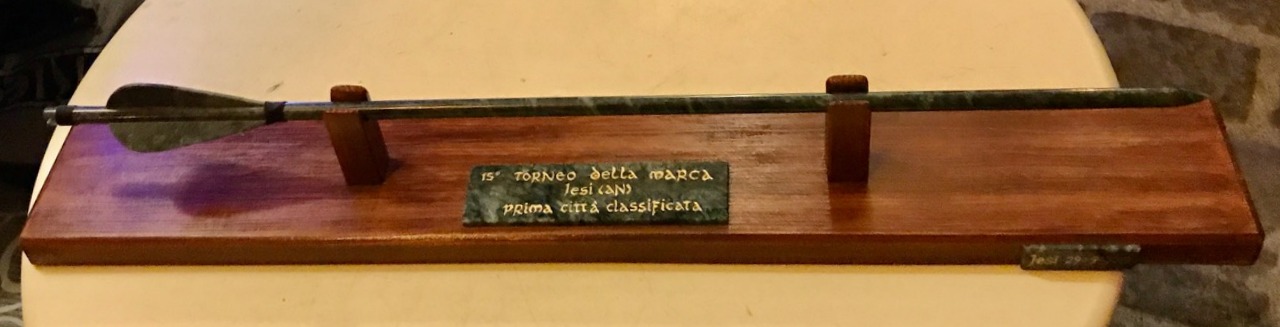 15° TORNEO della MARCA
Jesi (AN)
PRIMA CITTÀ classificata
Jesi